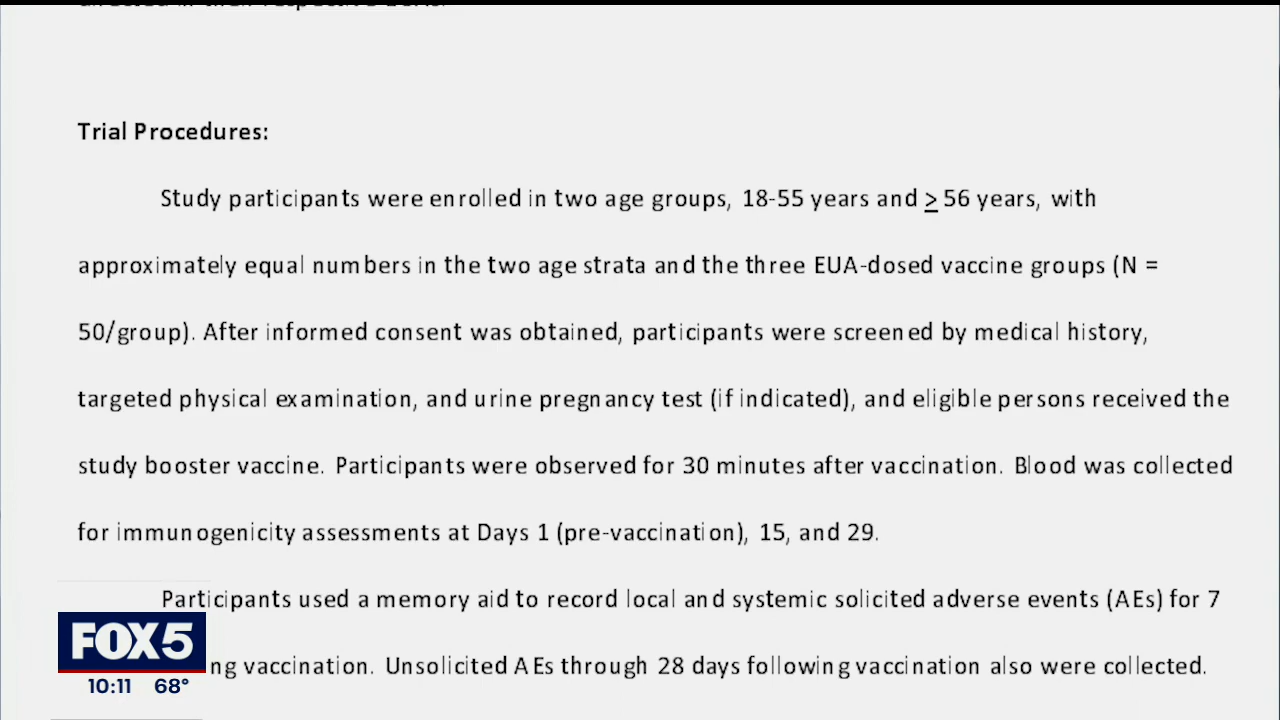 Trial Procedures:
Study participants were enrolled in two age groups, 18-55 years and ≥ 56 years, with
approximately equal numbers in the two age strata and the three EUA-dosed vaccine groups (N =
50/group). After informed consent was obtained, participants were screened by medical history,
targeted physical examination, and urine pregnancy test (if indicated), and eligible persons received the
study booster vaccine. Participants were observed for 30 minutes after vaccination. Blood was collected
for immunogenicity assessments at Days 1 (pre-vaccination), 15, and 29.
Participants used a memory aid to record local and systemic solicited adverse events (AEs) for 7
ng vaccination. Unsolicited AEs through 28 days following vaccination also were collected.
FOX5
10:11 68°